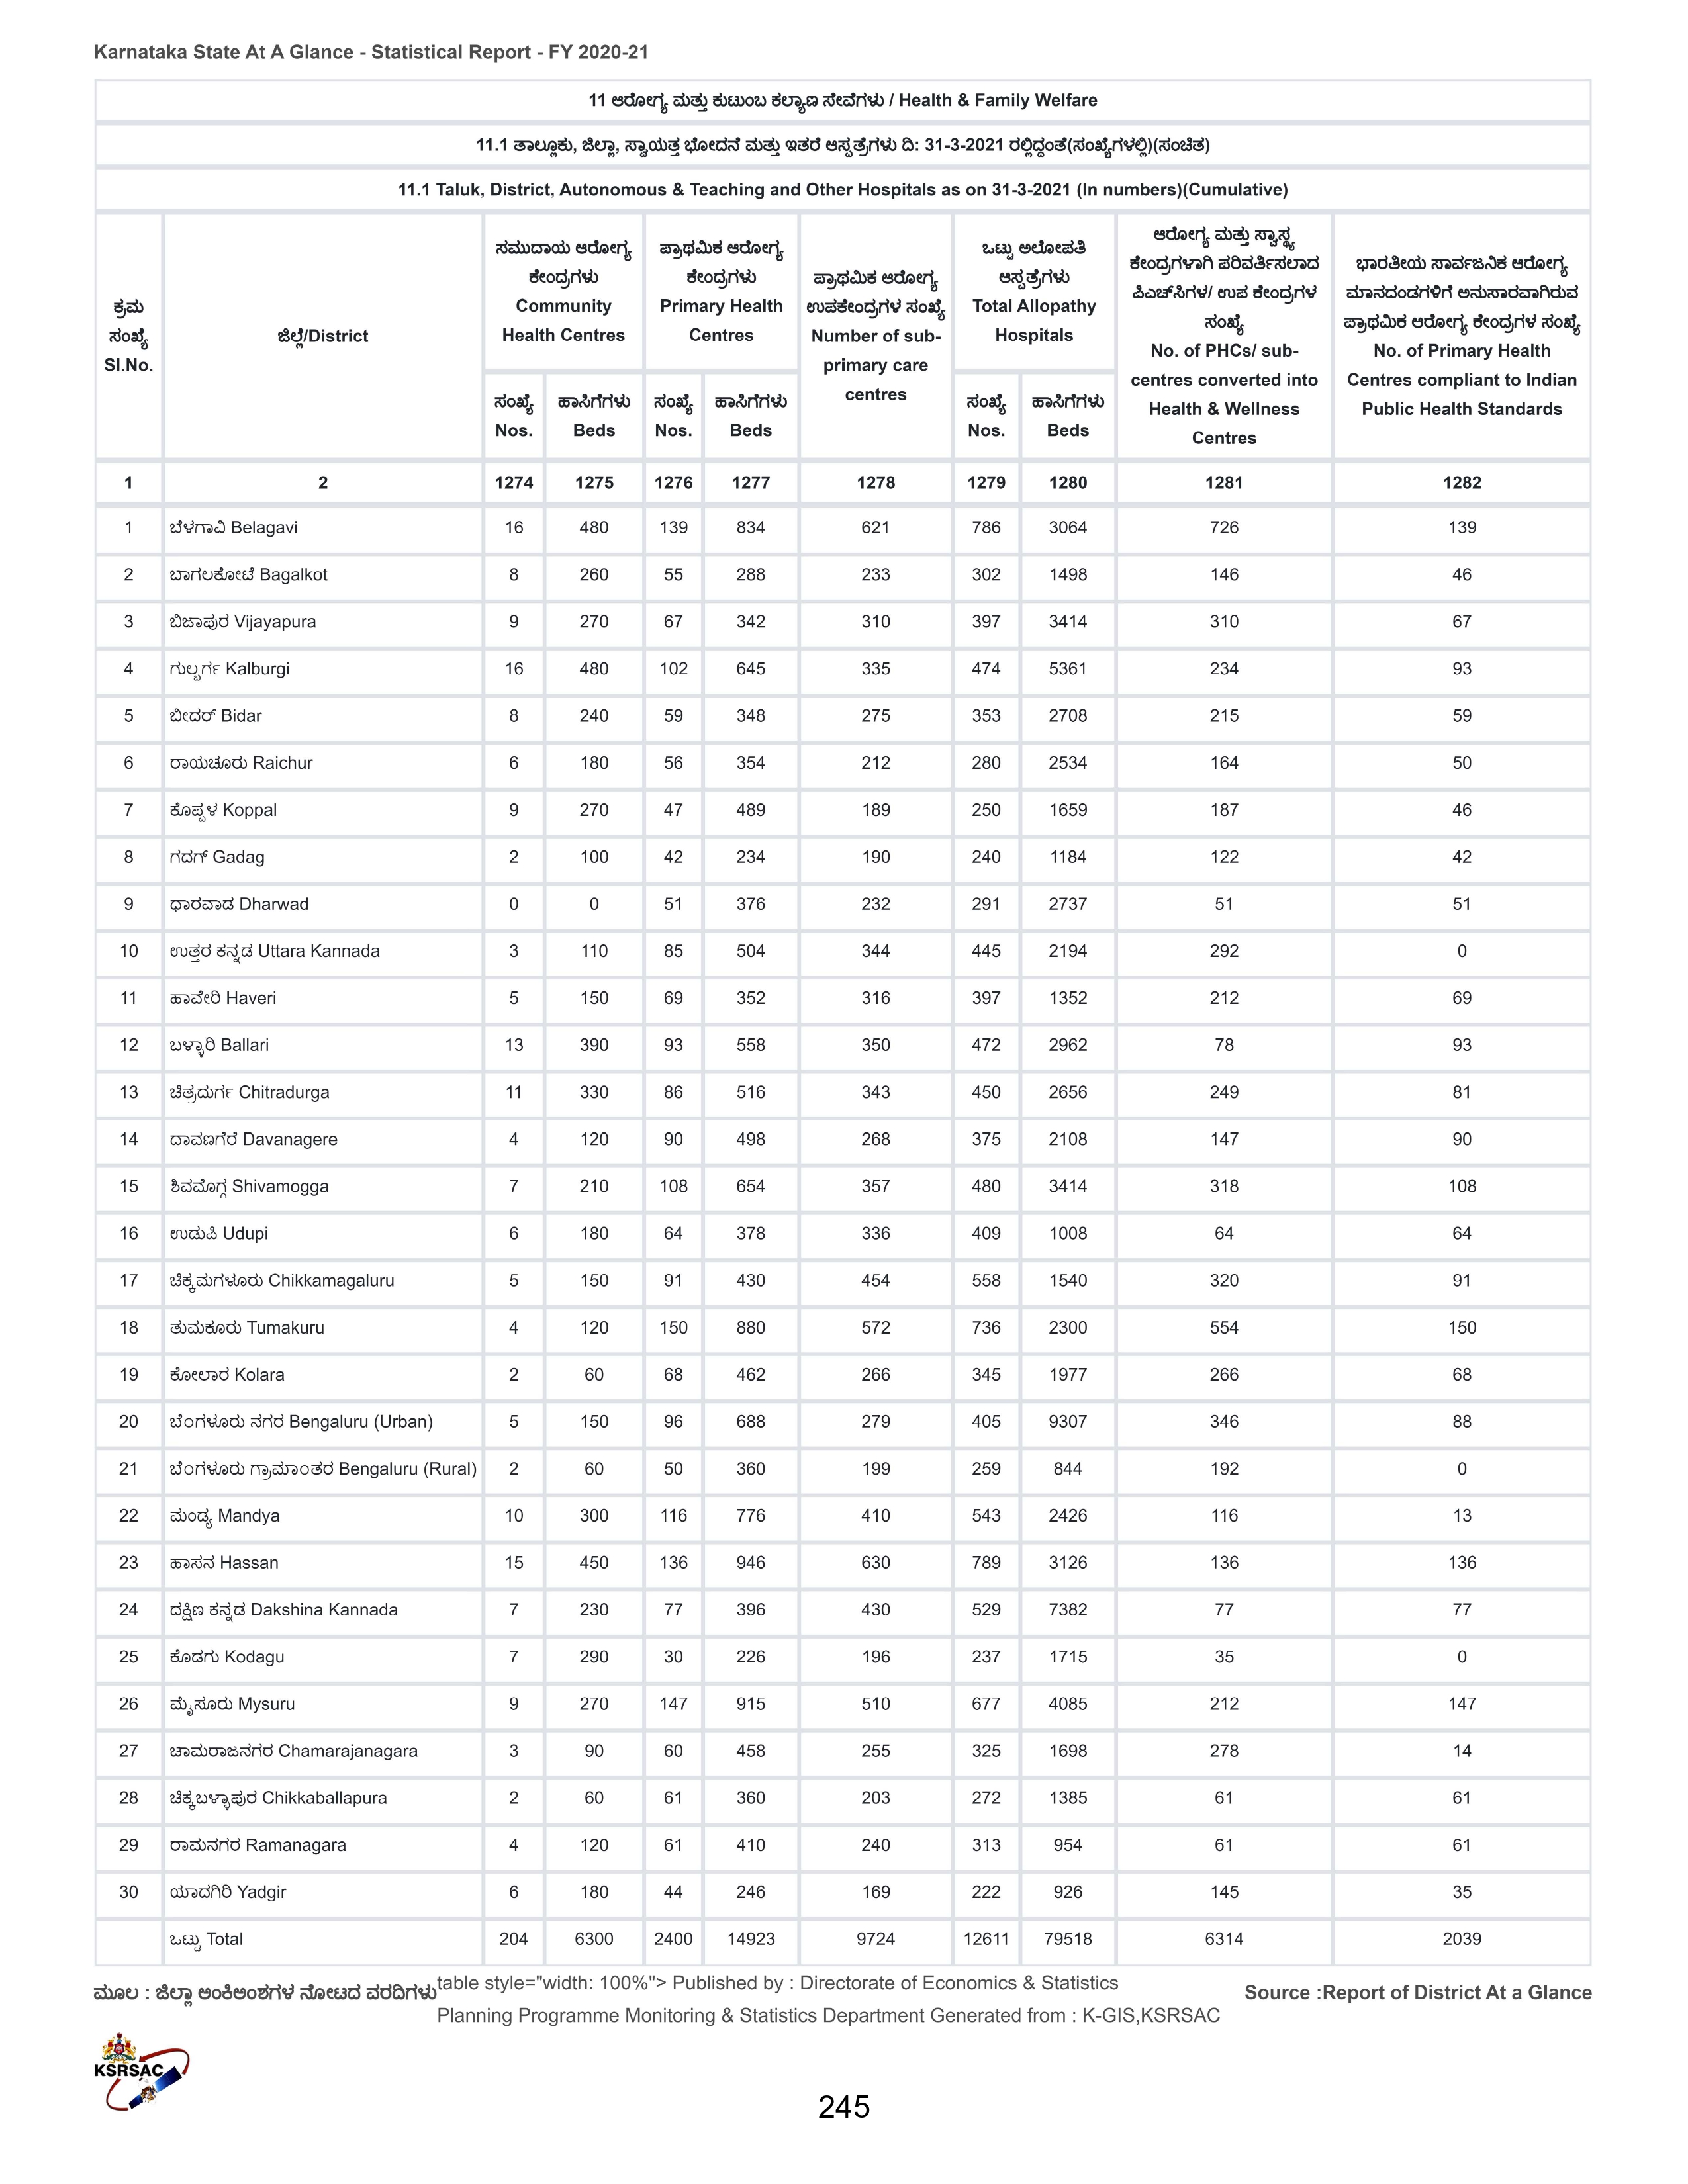 Karnataka State At A Glance - Statistical Report - FY 2020-21
11 ಆರೋಗ್ಯ ಮತ್ತು ಕುಟುಂಬ ಕಲ್ಯಾಣ ಸೇವೆಗಳು / Health & Family Welfare
11.1 ತಾಲ್ಲೂಕು, ಜಿಲ್ಲಾ, ಸ್ವಾಯತ್ತ ಭೋದನೆ ಮತ್ತು ಇತರೆ ಆಸ್ಪತ್ರೆಗಳು ದಿ: 31-3-2021 ರಲ್ಲಿದ್ದಂತೆ(ಸಂಖ್ಯೆಗಳಲ್ಲಿ)(ಸಂಚಿತ)
11.1 Taluk, District, Autonomous & Teaching and Other Hospitals as on 31-3-2021 (In numbers)(Cumulative)
ಕ್ರಮ
ಸಂಖ್ಯೆ
Sl.No.
ಜಿಲ್ಲೆ/District
ಸಮುದಾಯ ಆರೋಗ್ಯ
ಕೇಂದ್ರಗಳು
Community
Health Centres
ಪ್ರಾಥಮಿಕ ಆರೋಗ್ಯ
ಕೇಂದ್ರಗಳು
Primary Health
Centres
ಪ್ರಾಥಮಿಕ ಆರೋಗ್ಯ
ಉಪಕೇಂದ್ರಗಳ ಸಂಖ್ಯೆ
Number of sub-
primary care
centres
ಒಟ್ಟು ಅಲೋಪತಿ
ಆಸ್ಪತ್ರೆಗಳು
Total Allopathy
Hospitals
ಆರೋಗ್ಯ ಮತ್ತು ಸ್ವಾಸ್ಥ್ಯ
ಕೇಂದ್ರಗಳಾಗಿ ಪರಿವರ್ತಿಸಲಾದ
ಪಿಎಚ್‌ಸಿಗಳ/ ಉಪ ಕೇಂದ್ರಗಳ
ಸಂಖ್ಯೆ
No. of PHCs/ sub-
centres converted into
Health & Wellness
Centres
ಭಾರತೀಯ ಸಾರ್ವಜನಿಕ ಆರೋಗ್ಯ
ಮಾನದಂಡಗಳಿಗೆ ಅನುಸಾರವಾಗಿರುವ
ಪ್ರಾಥಮಿಕ ಆರೋಗ್ಯ ಕೇಂದ್ರಗಳ ಸಂಖ್ಯೆ
No. of Primary Health
Centres compliant to Indian
Public Health Standards
ಸಂಖ್ಯೆ ಹಾಸಿಗೆಗಳು ಸಂಖ್ಯೆ ಹಾಸಿಗೆಗಳು ಸಂಖ್ಯೆ ಹಾಸಿಗೆಗಳು
Nos. Beds Nos. Beds Nos. Beds
1 2 1274 1275 1276 1277 1278 1279 1280 1281 1282
1 ಬೆಳಗಾವಿ Belagavi 16 480 139 834 621 786 3064 726 139
2 ಬಾಗಲಕೋಟೆ Bagalkot 8 260 55 288 233 302 1498 146 46
3 ಬಿಜಾಪುರ Vijayapura 9 270 67 342 310 397 3414 310 67
4 ಗುಲ್ಬರ್ಗ Kalburgi 16 480 102 645 335 474 5361 234 93
5 ಬೀದರ್ Bidar 8 240 59 348 275 353 2708 215 59
6 ರಾಯಚೂರು Raichur 6 180 56 354 212 280 2534 164 50
7 ಕೊಪ್ಪಳ Koppal 9 270 47 489 189 250 1659 187 46
8 ಗದಗ್ Gadag 2 100 42 234 190 240 1184 122 42
9 ಧಾರವಾಡ Dharwad 0 0 51 376 232 291 2737 51 51
10 ಉತ್ತರ ಕನ್ನಡ Uttara Kannada 3 110 85 504 344 445 2194 292 0
11 ಹಾವೇರಿ Haveri 5 150 69 352 316 397 1352 212 69
12 ಬಳ್ಳಾರಿ Ballari 13 390 93 558 350 472 2962 78 93
13 ಚಿತ್ರದುರ್ಗ Chitradurga 11 330 86 516 343 450 2656 249 81
14 ದಾವಣಗೆರೆ Davanagere 4 120 90 498 268 375 2108 147 90
15 ಶಿವಮೊಗ್ಗ Shivamogga 7 210 108 654 357 480 3414 318 108
16 ಉಡುಪಿ Udupi 6 180 64 378 336 409 1008 64 64
17 ಚಿಕ್ಕಮಗಳೂರು Chikkamagaluru 5 150 91 430 454 558 1540 320 91
18 ತುಮಕೂರು Tumakuru 4 120 150 880 572 736 2300 554 150
19 ಕೋಲಾರ Kolara 2 60 68 462 266 345 1977 266 68
20 ಬೆಂಗಳೂರು ನಗರ Bengaluru (Urban) 5 150 96 688 279 405 9307 346 88
21 ಬೆಂಗಳೂರು ಗ್ರಾಮಾಂತರ Bengaluru (Rural) 2 60 50 360 199 259 844 192 0
22 ಮಂಡ್ಯ Mandya 10 300 116 776 410 543 2426 116 13
23 ಹಾಸನ Hassan 15 450 136 946 630 789 3126 136 136
24 ದಕ್ಷಿಣ ಕನ್ನಡ Dakshina Kannada 7 230 77 396 430 529 7382 77 77
25 ಕೊಡಗು Kodagu 7 290 30 226 196 237 1715 35 0
26 ಮೈಸೂರು Mysuru 9 270 147 915 510 677 4085 212 147
27 ಚಾಮರಾಜನಗರ Chamarajanagara 3 90 60 458 255 325 1698 278 14
28 ಚಿಕ್ಕಬಳ್ಳಾಪುರ Chikkaballapura 2 60 61 360 203 272 1385 61 61
29 ರಾಮನಗರ Ramanagara 4 120 61 410 240 313 954 61 61
30 ಯಾದಗಿರಿ Yadgir 6 180 44 246 169 222 926 145 35
ಒಟ್ಟು Total 204 6300 2400 14923 9724 12611 79518 6314 2039
ಮೂಲ : ಜಿಲ್ಲಾ ಅಂಕಿಅಂಶಗಳ ನೋಟದ ವರದಿಗಳು table style="width: 100%"> Published by : Directorate of Economics & Statistics Source :Report of District At a Glance
Planning Programme Monitoring & Statistics Department Generated from : K-GIS,KSRSAC
KSRSAC
245